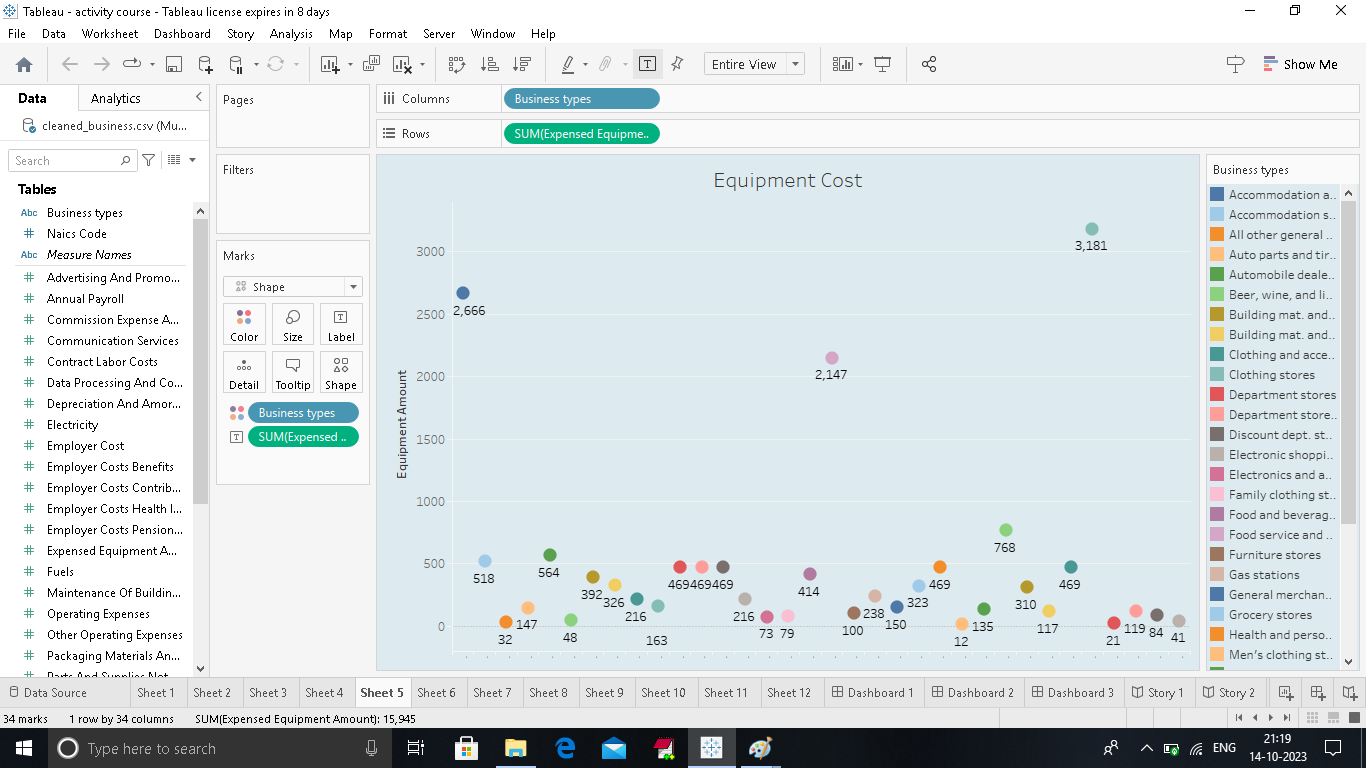 Tableau - activity course - Tableau license expires in 8 days
File Data Worksheet Dashboard Story Analysis Map Format Server Window Help
Entire View
Show Me
Data Analytics
cleaned_business.csv (Mu...
Search
Tables
Abc Business types
# Naics Code
Abc Measure Names
# Advertising And Promo...
# Annual Payroll
# Commission Expense A...
# Communication Services
# Contract Labor Costs
# Data Processing And Co...
# Depreciation And Amor...
# Electricity
# Employer Cost
# Employer Costs Benefits
# Employer Costs Contrib...
# Employer Costs Health I...
# Employer Costs Pension...
# Expensed Equipment A...
# Fuels
# Maintenance Of Buildin...
# Operating Expenses
# Other Operating Expenses
# Packaging Materials An...
# Parts And Supplies Not
Pages
Filters
Marks
Shape
Color Size Label
Detail Tooltip Shape
Business types
SUM(Expensed ..
Columns Business types
Rows SUM(Expensed Equipme..
Equipment Cost
Equipment Amount
3000
2500
2000
1500
1000
500
0
2,666
518
32
147
564
48
392
326
216
163
469
469
469
216
73
79
414
2,147
100
238
150
323
469
12
135
768
310
117
469
3,181
21
119
84
41
Business types
Accommodation a..
Accommodation s..
All other general ..
Auto parts and tir..
Automobile deale..
Beer, wine, and li..
Building mat. and..
Building mat. and..
Clothing and acce..
Clothing stores
Department stores
Department store..
Discount dept. st..
Electronic shoppi..
Electronics and a..
Family clothing st..
Food and beverag..
Food service and ..
Furniture stores
Gas stations
General merchan..
Grocery stores
Health and perso..
Men's clothing st..
Data Source Sheet 1 Sheet 2 Sheet 3 Sheet 4 Sheet 5 Sheet 6 Sheet 7 Sheet 8 Sheet 9 Sheet 10 Sheet 11 Sheet 12 Dashboard 1 Dashboard 2 Dashboard 3 Story 1 Story 2
34 marks 1 row by 34 columns SUM(Expensed Equipment Amount): 15,945
Type here to search
ENG
21:19
14-10-2023